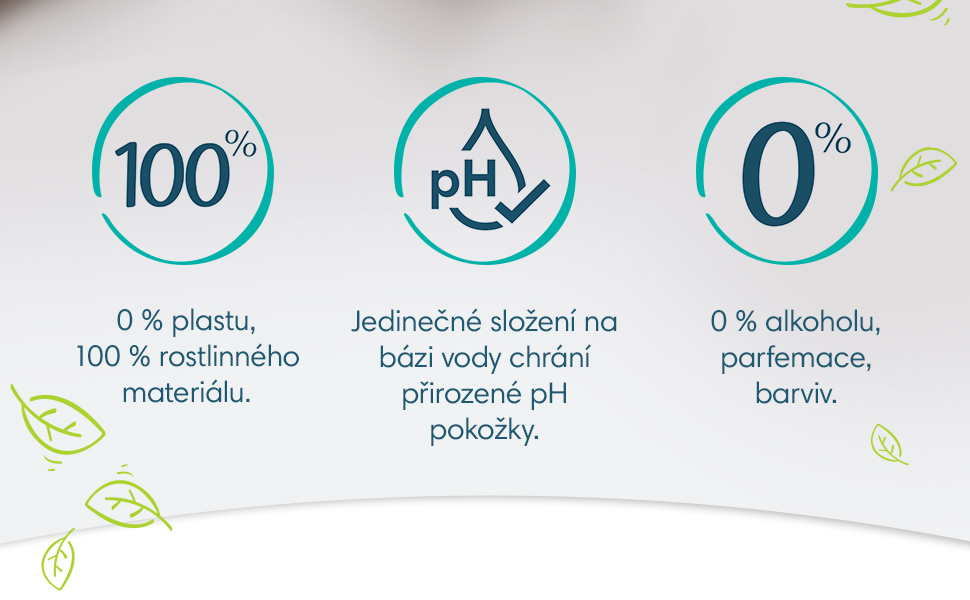 100%
pH
0%
0 % plastu,
100 % rostlinného
materiálu.
Jedinečné složení na
bázi vody chrání
přirozené pH
pokožky.
0 % alkoholu,
parfemace,
barviv.